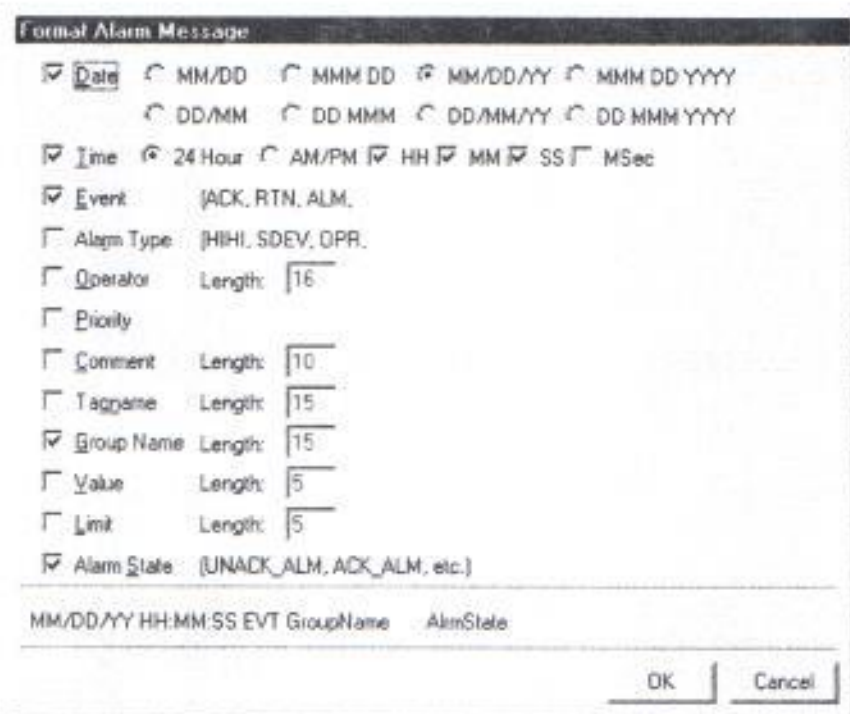 Format Alarm Message
Date MM/DD MMM DD MM/DD/YY MMM DD YYYY
DD/MM DD MMM DD/MM/YY DD MMM YYYY
Time 24 Hour AM/PM HH MM SS MSec
Event (ACK, RTN, ALM,
Alarm Type (HIHI, SDEV, OPR,
Operator Length: 16
Priority
Comment Length: 10
Tagname Length: 15
Group Name Length: 15
Value Length: 5
Limit Length: 5
Alarm State (UNACK_ALM, ACK_ALM, etc.)
MM/DD/YY HH:MM:SS EVT GroupName AlrmState
OK Cancel